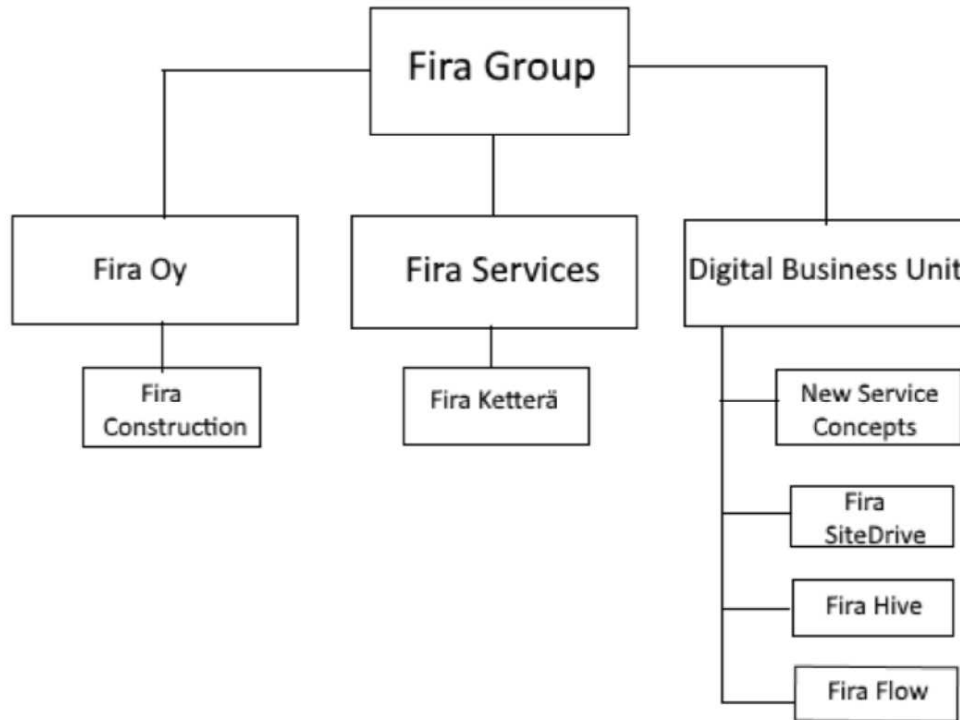 Fira Group
Fira Oy
Fira Services
Digital Business Unit
Fira
Construction
Fira Ketterä
New Service
Concepts
Fira
SiteDrive
Fira Hive
Fira Flow